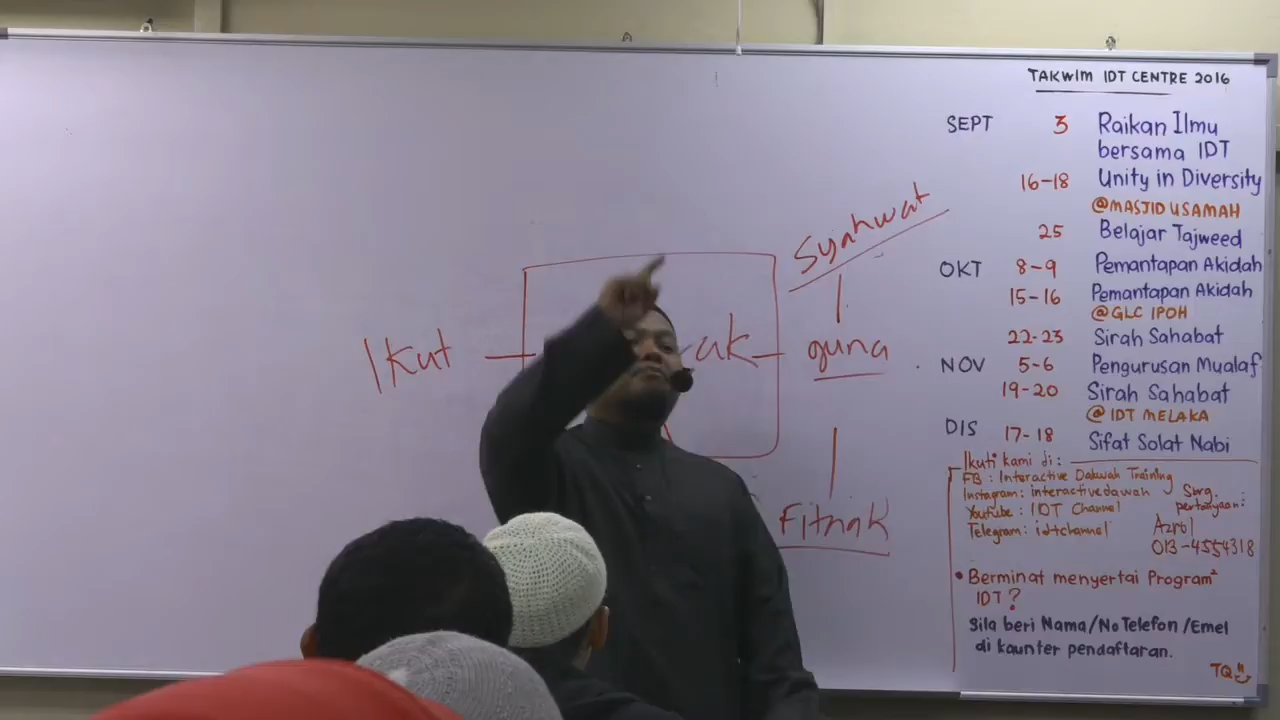 TAKWIM IDT CENTRE 2016
SEPT 3 Raikan Ilmu
bersama IDT
16-18 Unity in Diversity
@MASJID USAMAH
25 Belajar Tajweed
OKT 8-9 Pemantapan Akidah
15-16 Pemantapan Akidah
@GLC IPOH
22-23 Sirah Sahabat
NOV 5-6 Pengurusan Mualaf
19-20 Sirah Sahabat
@IDT MELAKA
DIS 17-18 Sifat Solat Nabi
Ikuti kami di:
FB: Interactive Dakwah Training
Instagram: interactivedawah
Youtube: IDT Channel
Telegram: idtchannel
Sbrg.
pertanyaan:
Azrol
013-4554318
• Berminat menyertai Program²
IDT?
Sila beri Nama/No Telefon/Emel
di kaunter pendaftaran.
TQ
Syahwat
Ikut
guna
Fitnah